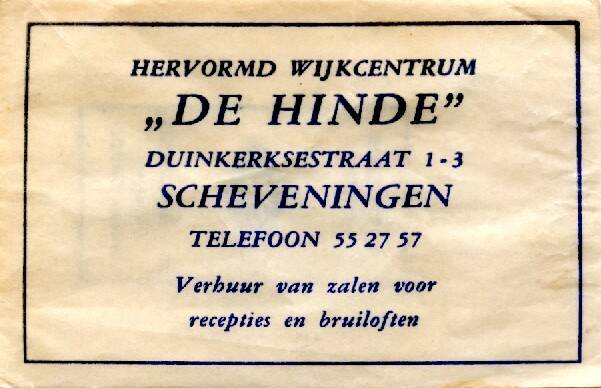 HERVORMD WIJKCENTRUM
„DE HINDE”
DUINKERKSESTRAAT 1-3
SCHEVENINGEN
TELEFOON 55 27 57
Verhuur van zalen voor
recepties en bruiloften